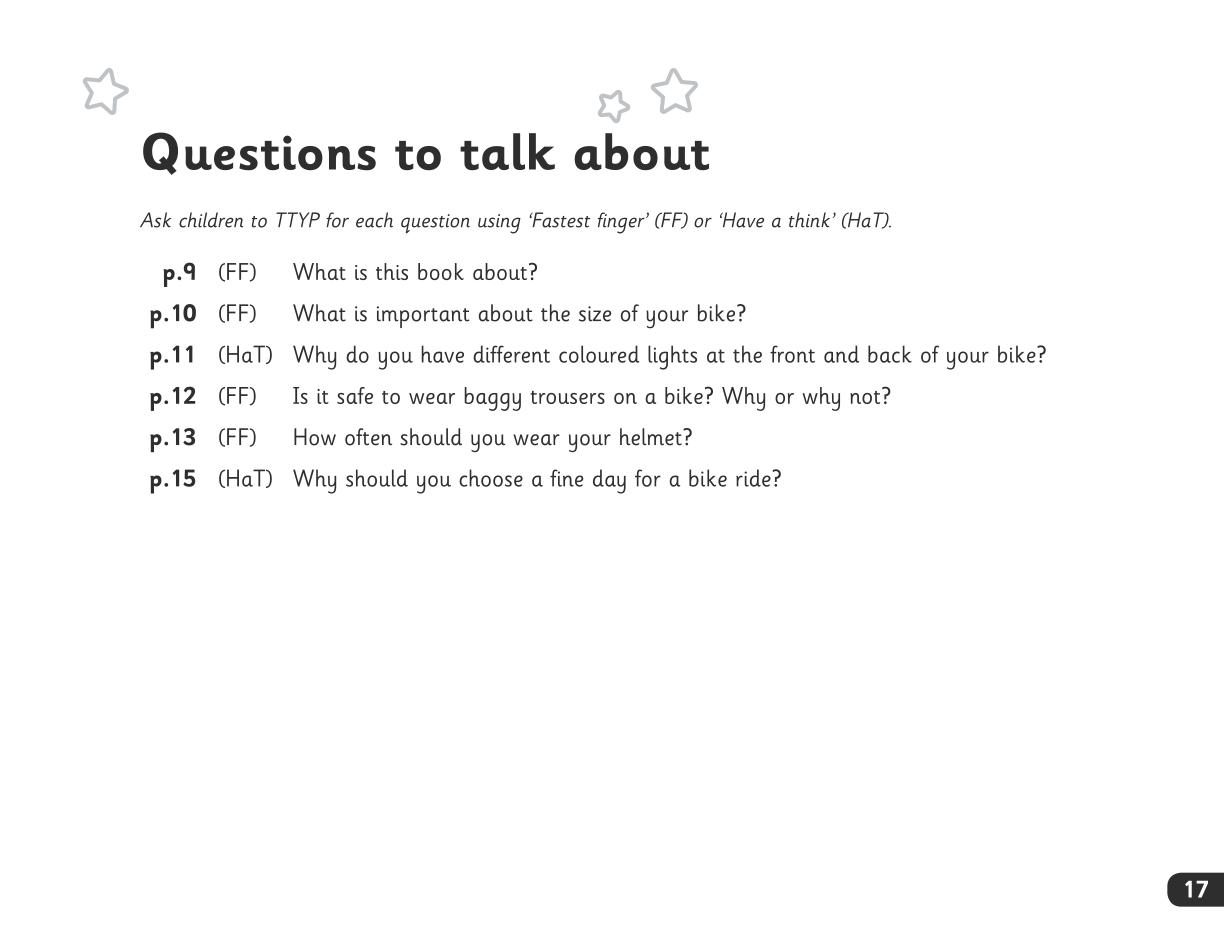 Questions to talk about
Ask children to TTYP for each question using ‘Fastest finger’ (FF) or ‘Have a think’ (HaT).
p.9 (FF) What is this book about?
p.10 (FF) What is important about the size of your bike?
p.11 (HaT) Why do you have different coloured lights at the front and back of your bike?
p.12 (FF) Is it safe to wear baggy trousers on a bike? Why or why not?
p.13 (FF) How often should you wear your helmet?
p.15 (HaT) Why should you choose a fine day for a bike ride?
17